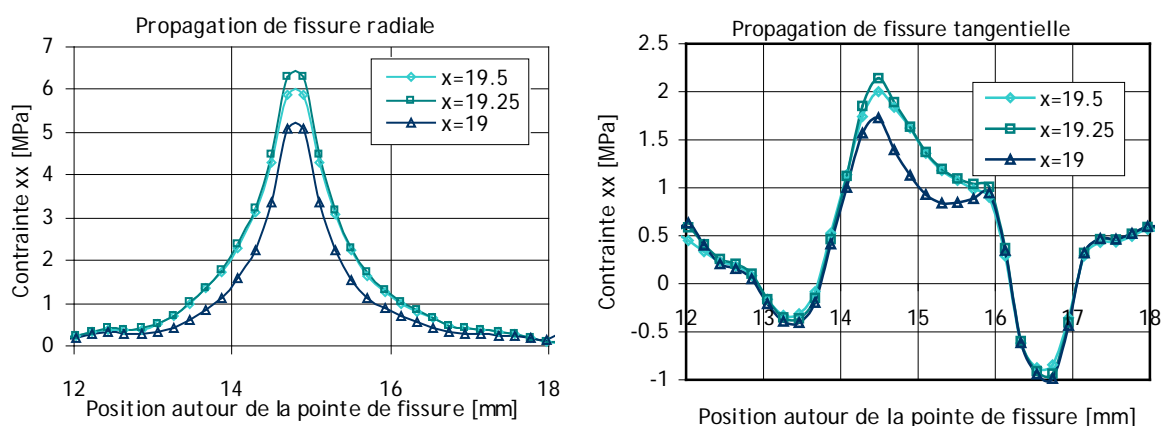 Propagation de fissure radiale
7
6
5
4
3
2
1
0
Contrainte xx [MPa]
x=19.5
x=19.25
x=19
12
14
16
18
Position autour de la pointe de fissure [mm]
Propagation de fissure tangentielle
2.5
2
1.5
1
0.5
0
-0.5
-1
Contrainte xx [MPa]
x=19.5
x=19.25
x=19
12
13
14
15
16
17
18
Position autour de la pointe de fissure [mm]